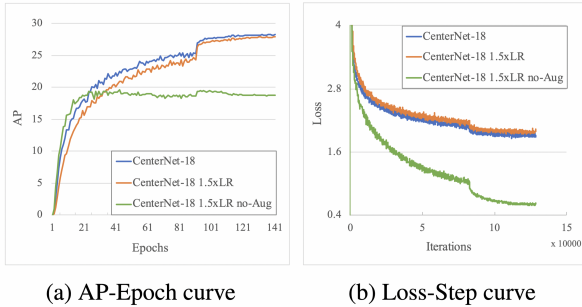 30
25
20
15
10
5
0
AP
CenterNet-18
CenterNet-18 1.5xLR
CenterNet-18 1.5xLR no-Aug
1 21 41 61 81 101 121 141
Epochs
(a) AP-Epoch curve
4
2.8
1.6
0.4
Loss
CenterNet-18
CenterNet-18 1.5xLR
CenterNet-18 1.5xLR no-Aug
0 5 10 15
x 10000
Iterations
(b) Loss-Step curve